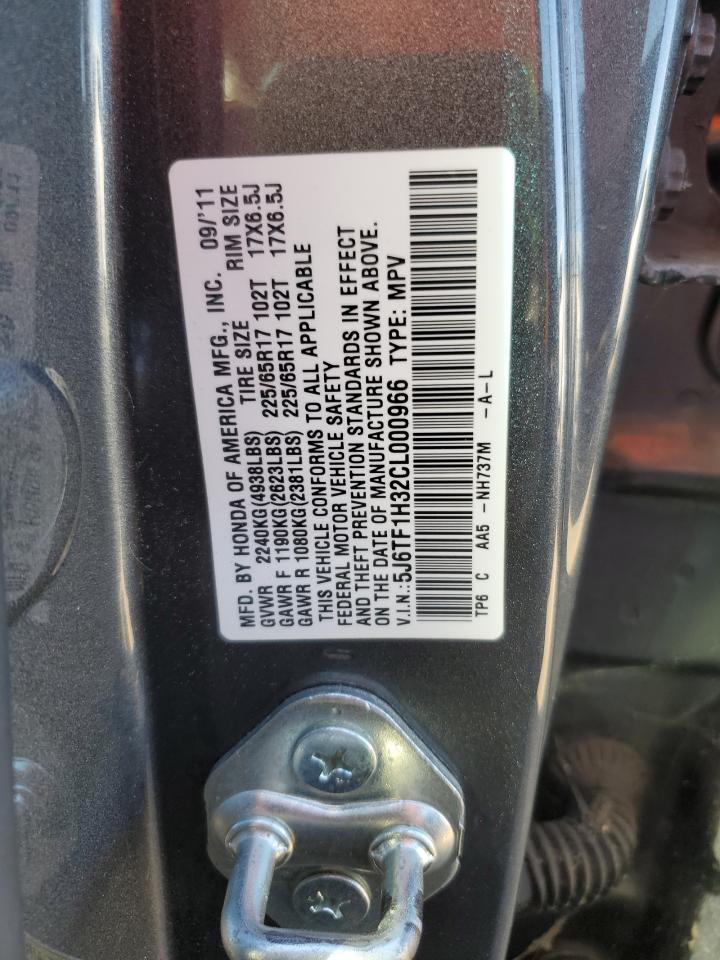 MFD. BY HONDA OF AMERICA MFG., INC. 09/'11
TIRE SIZE RIM SIZE
GVWR 2240KG(4938LBS)
GAWR F 1190KG(2623LBS) 225/65R17 102T 17X6.5J
GAWR R 1080KG(2381LBS) 225/65R17 102T 17X6.5J
THIS VEHICLE CONFORMS TO ALL APPLICABLE
FEDERAL MOTOR VEHICLE SAFETY
AND THEFT PREVENTION STANDARDS IN EFFECT
ON THE DATE OF MANUFACTURE SHOWN ABOVE.
V.I.N.:5J6TF1H32CL000966 TYPE: MPV
TP6 C AA5 -NH737M -A-L